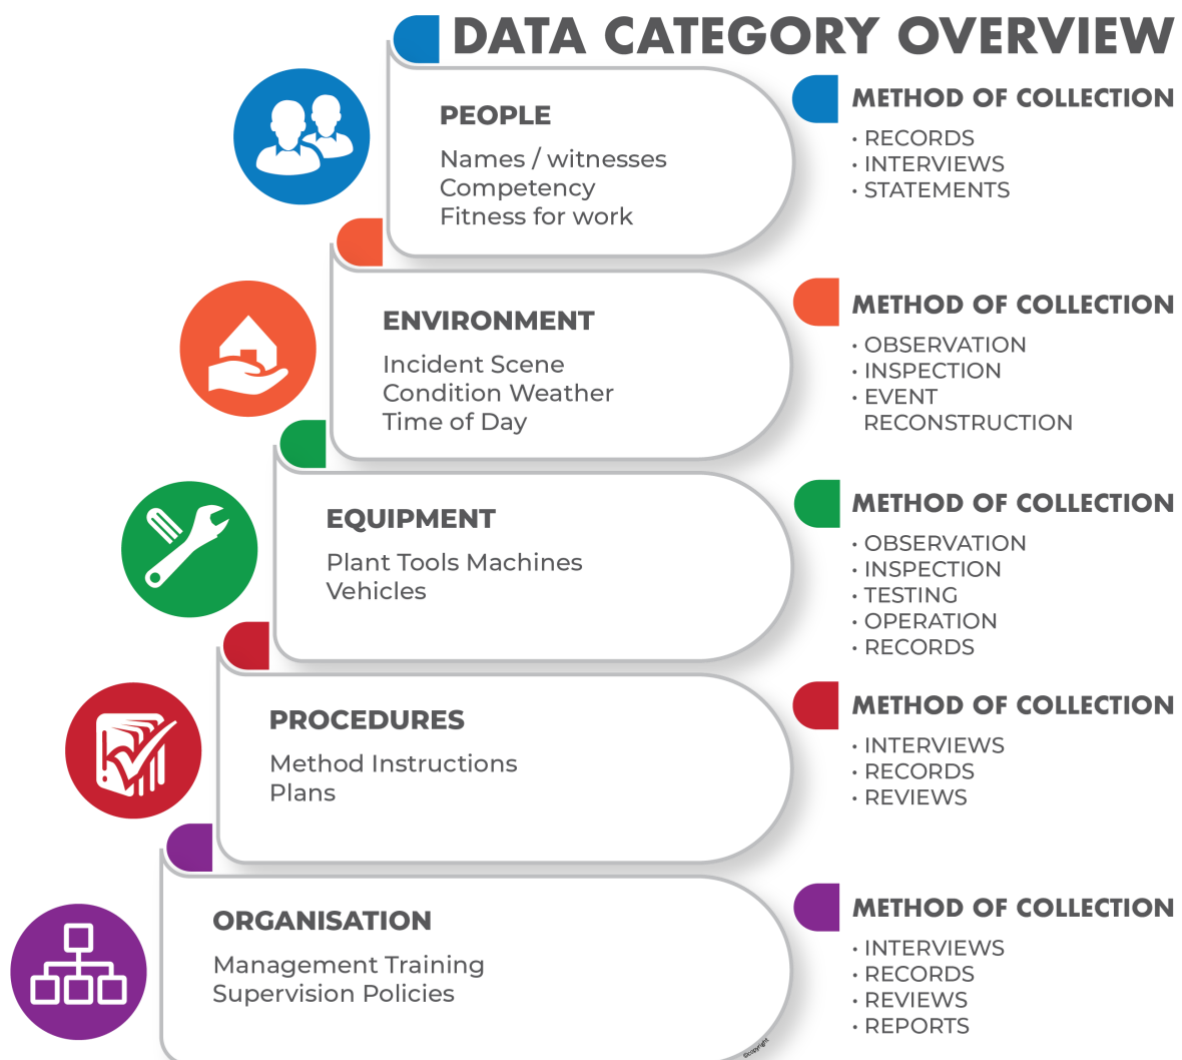 DATA CATEGORY OVERVIEW
PEOPLE
Names / witnesses
Competency
Fitness for work
METHOD OF COLLECTION
· RECORDS
· INTERVIEWS
· STATEMENTS
ENVIRONMENT
Incident Scene
Condition Weather
Time of Day
METHOD OF COLLECTION
· OBSERVATION
· INSPECTION
· EVENT
RECONSTRUCTION
EQUIPMENT
Plant Tools Machines
Vehicles
METHOD OF COLLECTION
· OBSERVATION
· INSPECTION
· TESTING
· OPERATION
· RECORDS
PROCEDURES
Method Instructions
Plans
METHOD OF COLLECTION
· INTERVIEWS
· RECORDS
· REVIEWS
ORGANISATION
Management Training
Supervision Policies
METHOD OF COLLECTION
· INTERVIEWS
· RECORDS
· REVIEWS
· REPORTS
©copyright